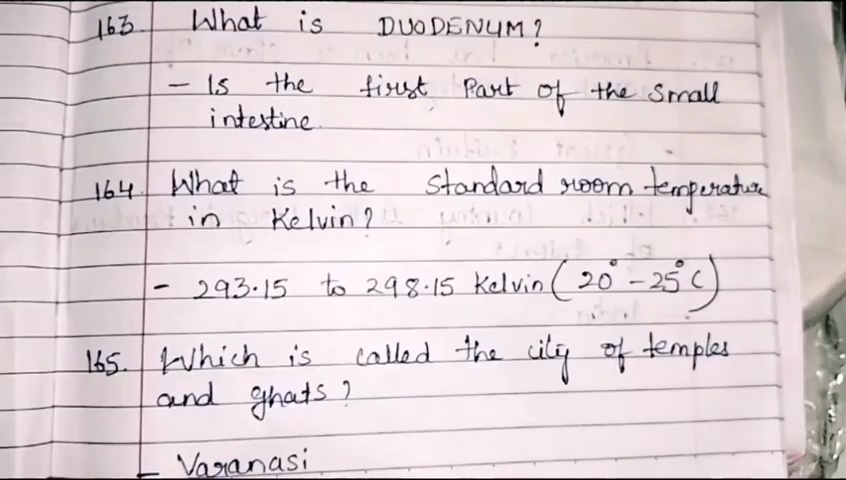 163. What is DUODENUM?
- Is the first Part of the small
intestine.
164. What is the standard room temperature
in Kelvin?
- 293.15 to 298.15 Kelvin (20° - 25°C)
165. Which is called the city of temples
and ghats?
- Varanasi